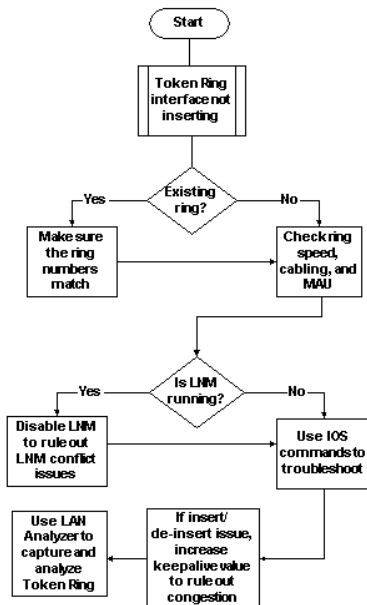 Start
Token Ring
interface not
inserting
Existing
ring?
Yes
No
Make sure
the ring
numbers
match
Check ring
speed,
cabling, and
MAU
Is LNM
running?
Yes
No
Disable LNM
to rule out
LNM conflict
issues
Use IOS
commands to
troubleshoot
If insert/
de-insert issue,
increase
keepalive value
to rule out
congestion
Use LAN
Analyzer to
capture and
analyze
Token Ring